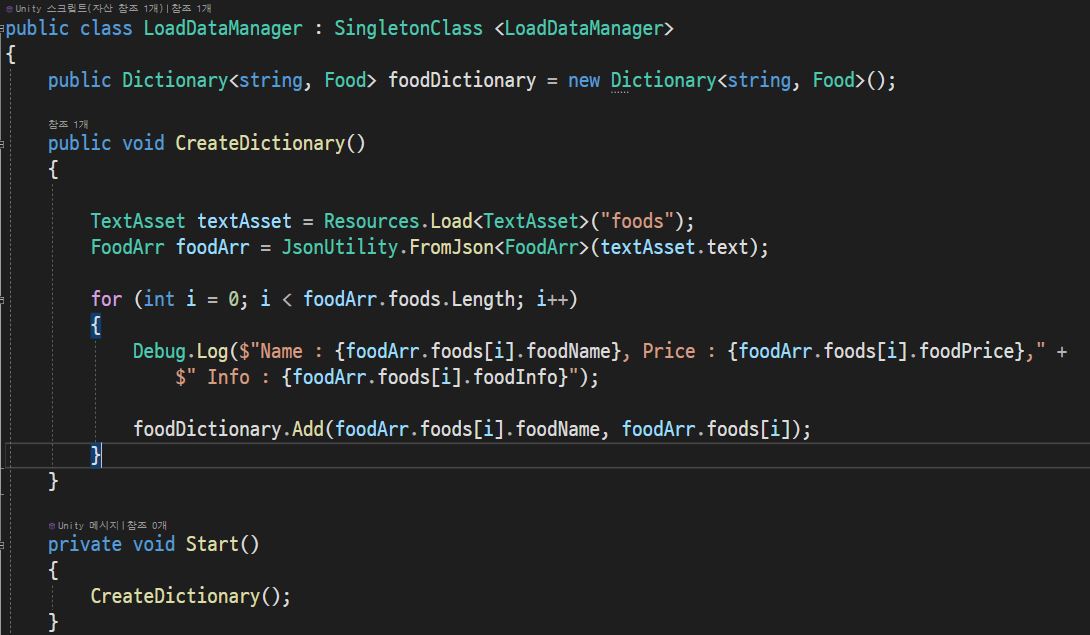 Unity 스크립트(자산 참조 1개)|참조 1개
public class LoadDataManager : SingletonClass <LoadDataManager>
{
public Dictionary<string, Food> foodDictionary = new Dictionary<string, Food>();
참조 1개
public void CreateDictionary()
{
TextAsset textAsset = Resources.Load<TextAsset>("foods");
FoodArr foodArr = JsonUtility.FromJson<FoodArr>(textAsset.text);
for (int i = 0; i < foodArr.foods.Length; i++)
{
Debug.Log($"Name : {foodArr.foods[i].foodName}, Price : {foodArr.foods[i].foodPrice}," +
$" Info : {foodArr.foods[i].foodInfo}");
foodDictionary.Add(foodArr.foods[i].foodName, foodArr.foods[i]);
}
}
Unity 메시지|참조 0개
private void Start()
{
CreateDictionary();
}